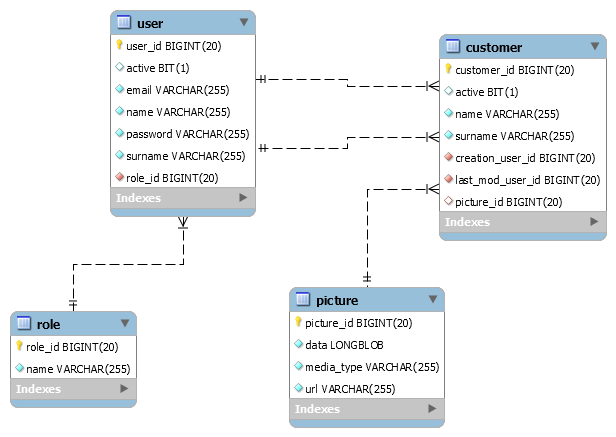 user
user_id BIGINT(20)
active BIT(1)
email VARCHAR(255)
name VARCHAR(255)
password VARCHAR(255)
surname VARCHAR(255)
role_id BIGINT(20)
Indexes
customer
customer_id BIGINT(20)
active BIT(1)
name VARCHAR(255)
surname VARCHAR(255)
creation_user_id BIGINT(20)
last_mod_user_id BIGINT(20)
picture_id BIGINT(20)
Indexes
role
role_id BIGINT(20)
name VARCHAR(255)
Indexes
picture
picture_id BIGINT(20)
data LONGBLOB
media_type VARCHAR(255)
url VARCHAR(255)
Indexes